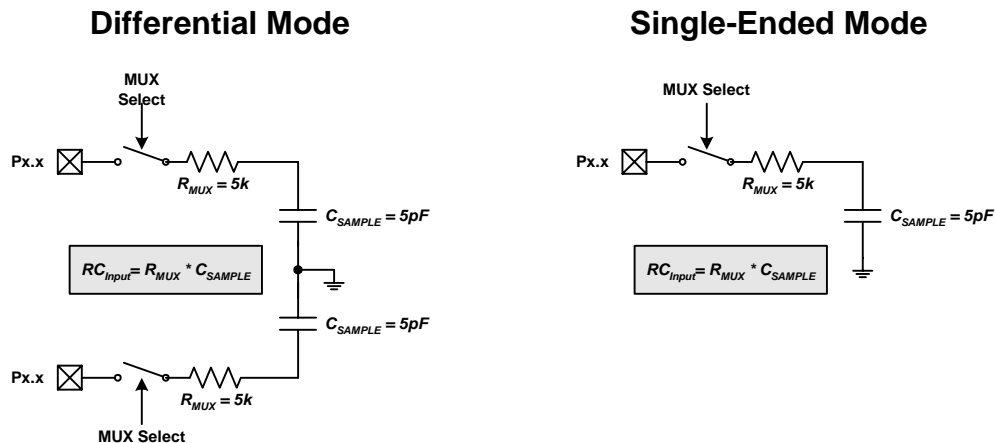 Differential Mode
MUX
Select
Px.x
R_MUX = 5k
C_SAMPLE = 5pF
RC_Input= R_MUX * C_SAMPLE
C_SAMPLE = 5pF
Px.x
R_MUX = 5k
MUX Select
Single-Ended Mode
MUX Select
Px.x
R_MUX = 5k
C_SAMPLE = 5pF
RC_Input= R_MUX * C_SAMPLE